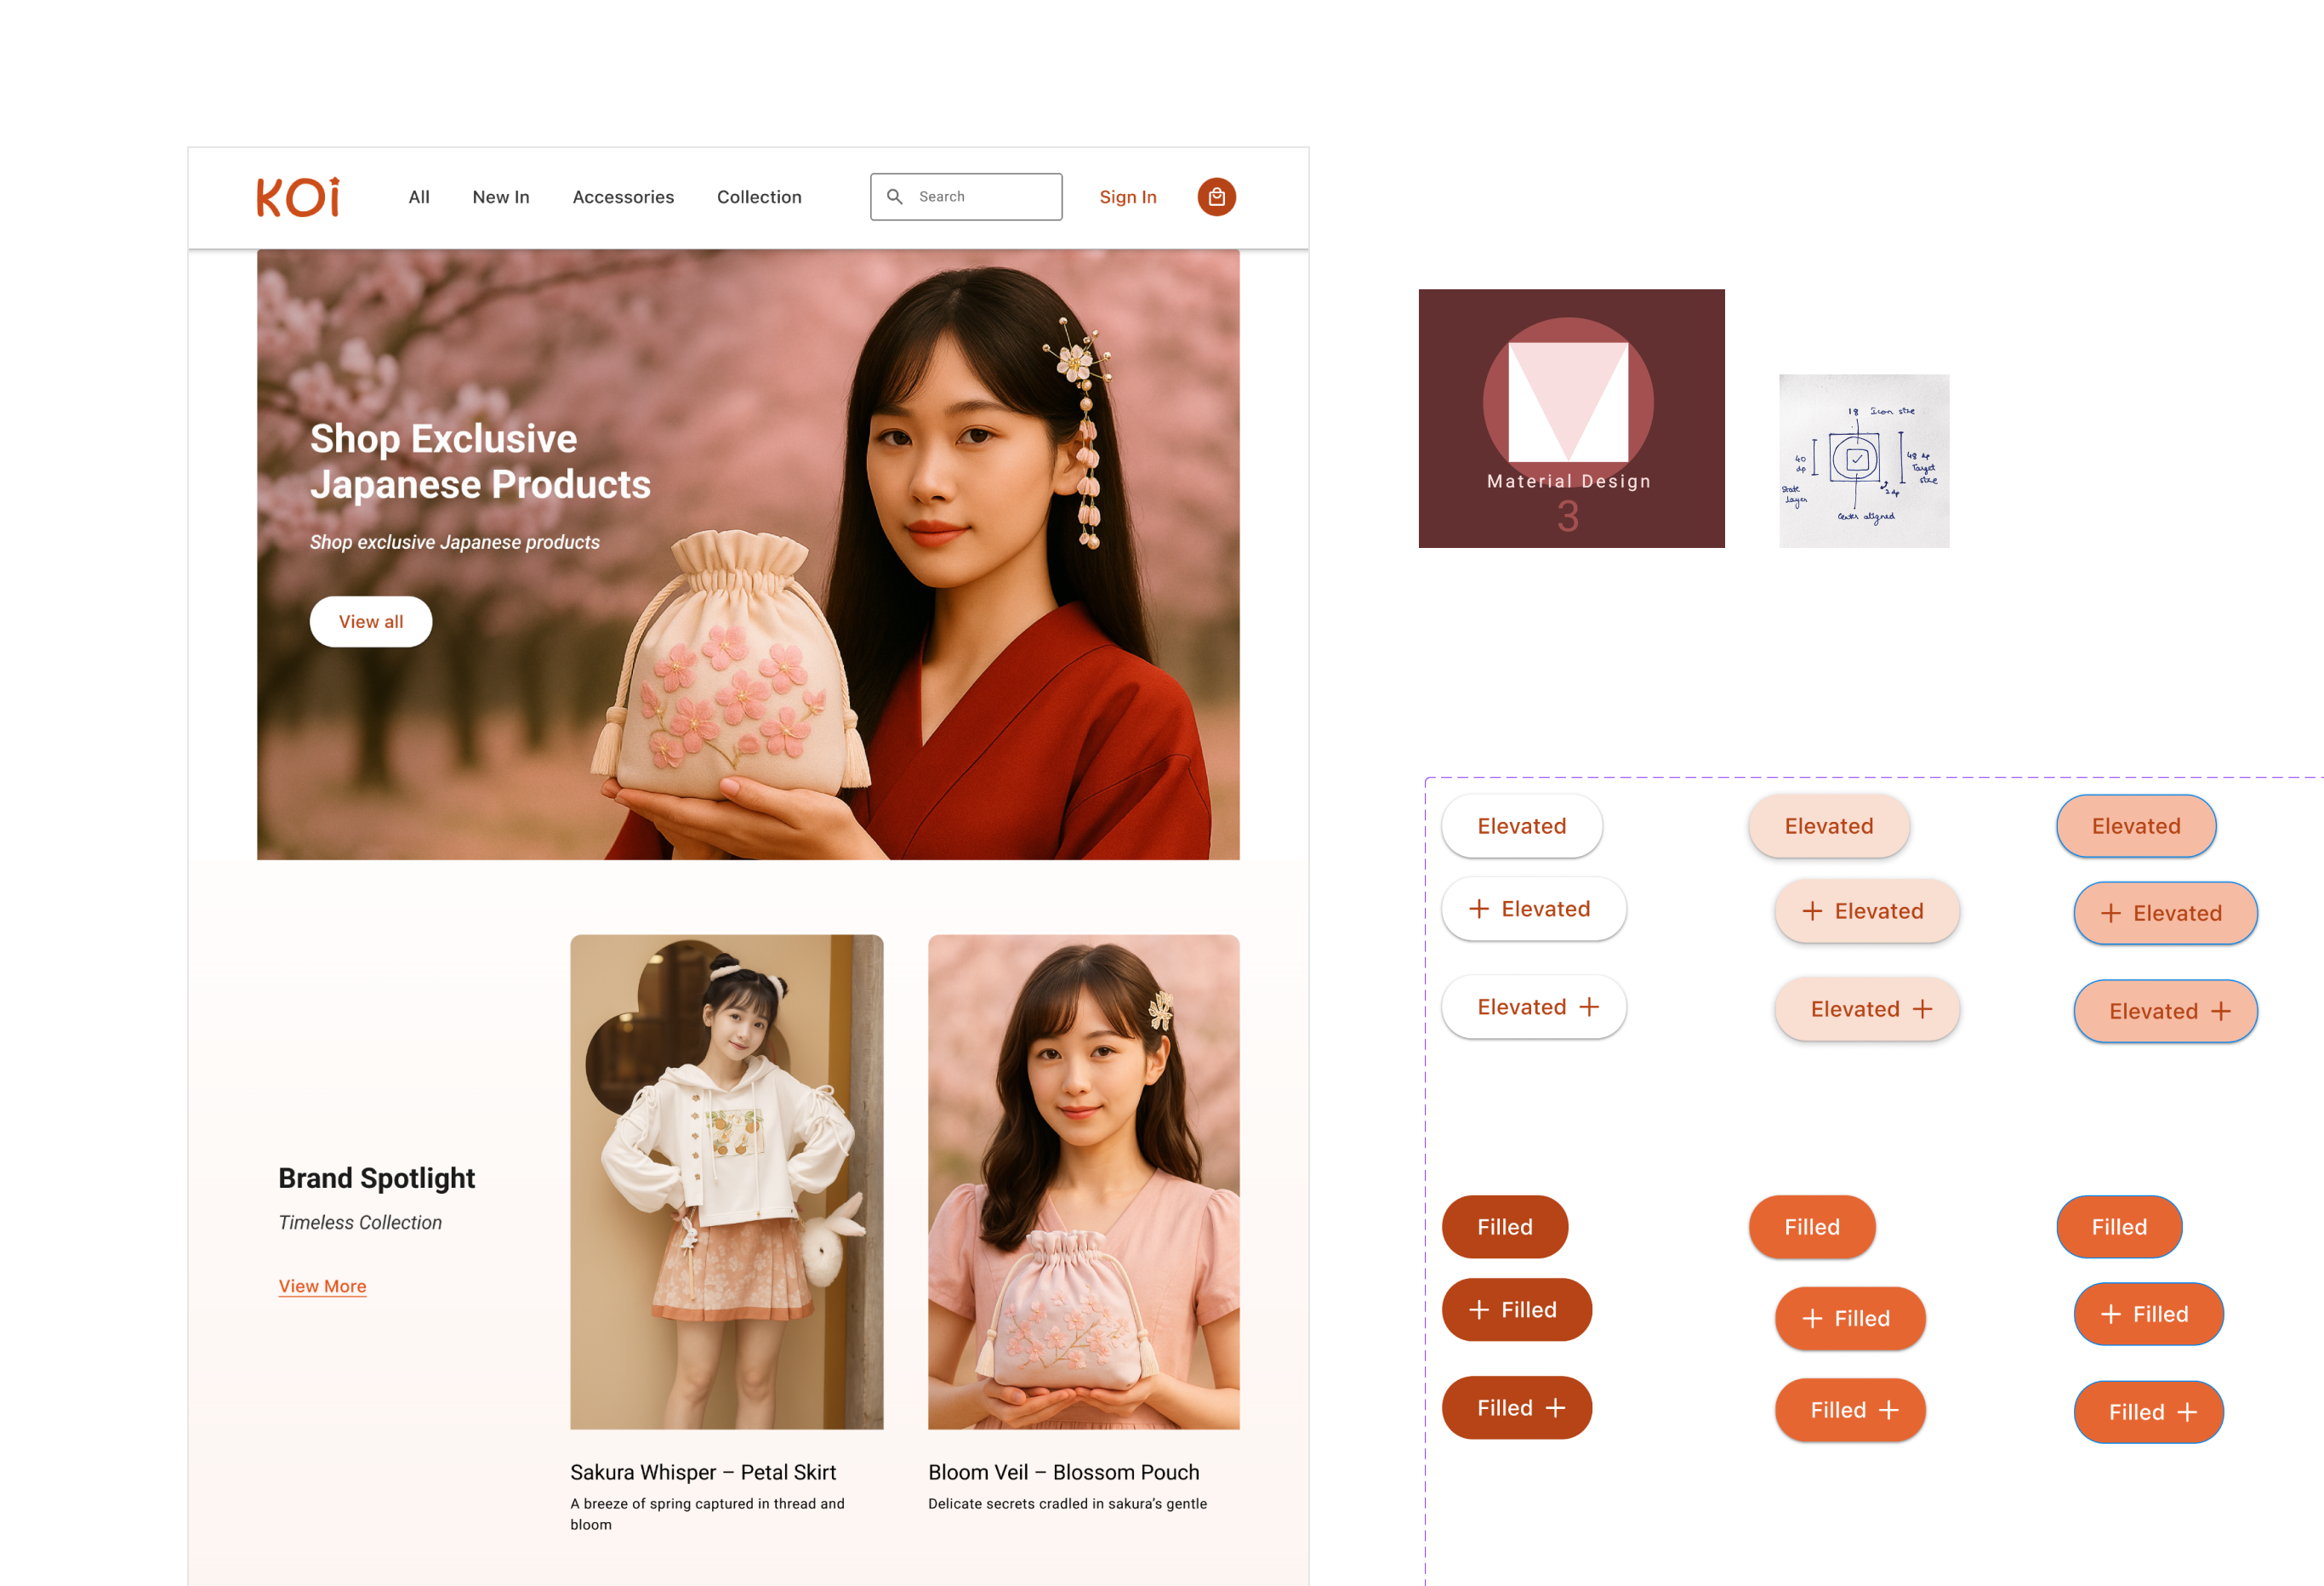 KOi
All
New In
Accessories
Collection
Search
Sign In
Shop Exclusive
Japanese Products
Shop exclusive Japanese products
View all
Brand Spotlight
Timeless Collection
View More
Sakura Whisper – Petal Skirt
A breeze of spring captured in thread and
bloom
Bloom Veil – Blossom Pouch
Delicate secrets cradled in sakura's gentle
Material Design
3
18 Icon size
40
dp
State
layer
48 dp
Target
size
2 dp
Center aligned
Elevated
Elevated
Elevated
+ Elevated
+ Elevated
+ Elevated
Elevated +
Elevated +
Elevated +
Filled
Filled
Filled
+ Filled
+ Filled
+ Filled
Filled +
Filled +
Filled +